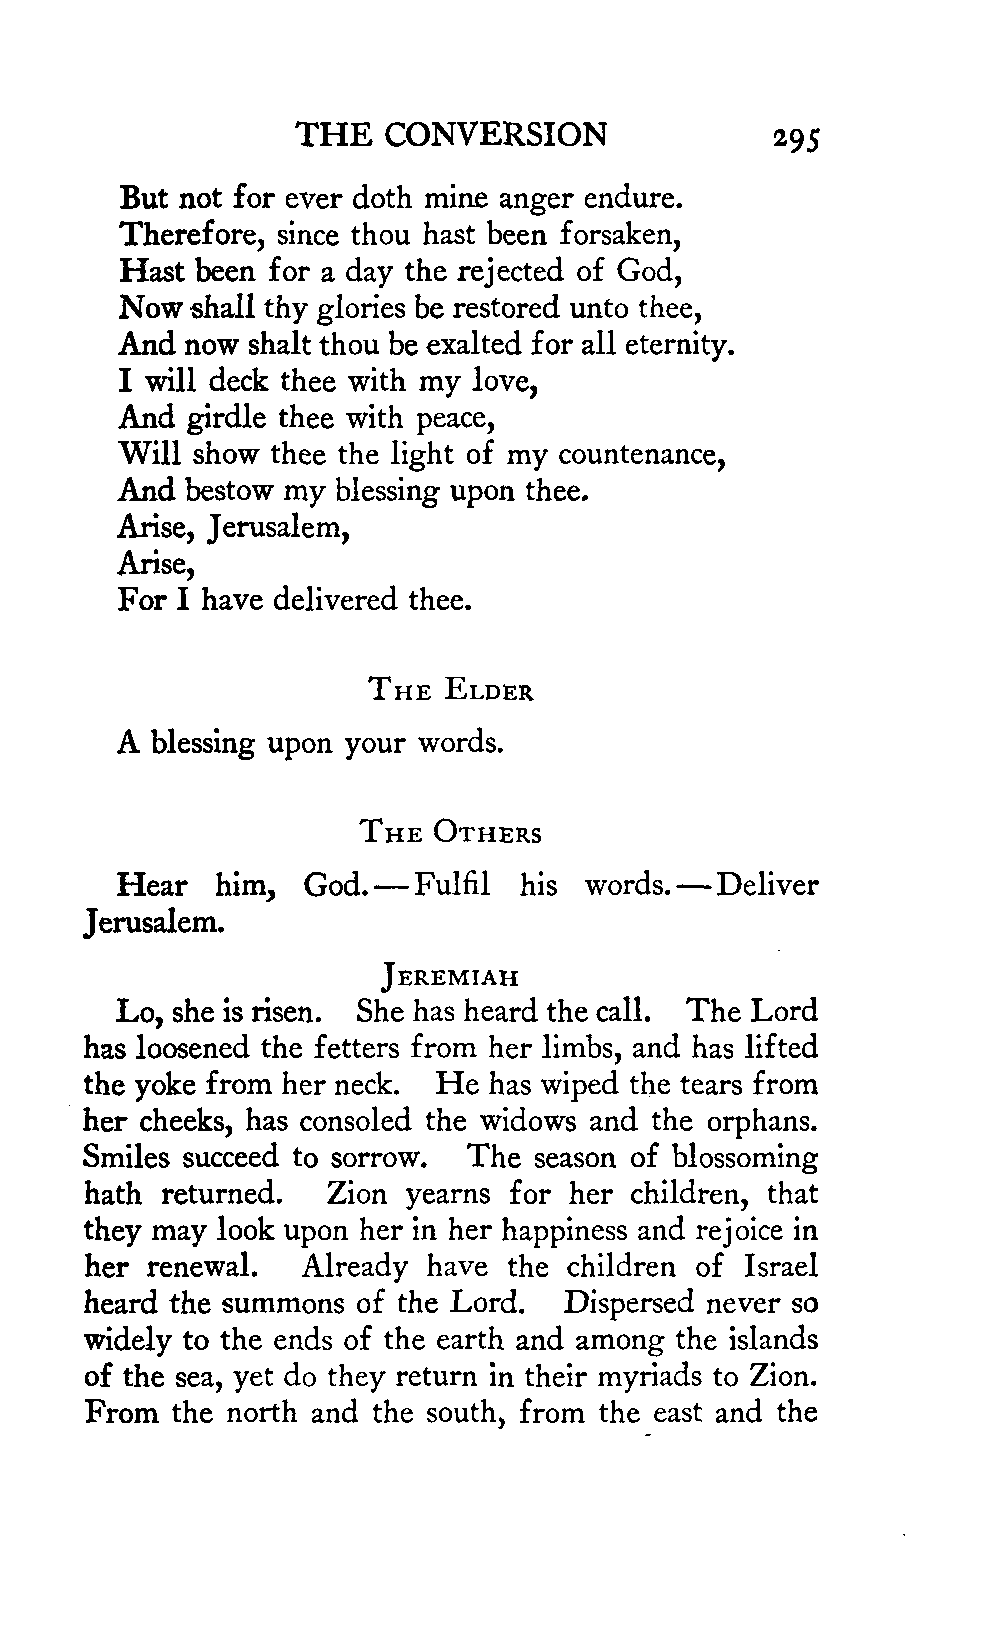 THE CONVERSION 295
But not for ever doth mine anger endure.
Therefore, since thou hast been forsaken,
Hast been for a day the rejected of God,
Now shall thy glories be restored unto thee,
And now shalt thou be exalted for all eternity.
I will deck thee with my love,
And girdle thee with peace,
Will show thee the light of my countenance,
And bestow my blessing upon thee.
Arise, Jerusalem,
Arise,
For I have delivered thee.
THE ELDER
A blessing upon your words.
THE OTHERS
Hear him, God.—Fulfil his words.—Deliver
Jerusalem.
JEREMIAH
Lo, she is risen. She has heard the call. The Lord
has loosened the fetters from her limbs, and has lifted
the yoke from her neck. He has wiped the tears from
her cheeks, has consoled the widows and the orphans.
Smiles succeed to sorrow. The season of blossoming
hath returned. Zion yearns for her children, that
they may look upon her in her happiness and rejoice in
her renewal. Already have the children of Israel
heard the summons of the Lord. Dispersed never so
widely to the ends of the earth and among the islands
of the sea, yet do they return in their myriads to Zion.
From the north and the south, from the east and the